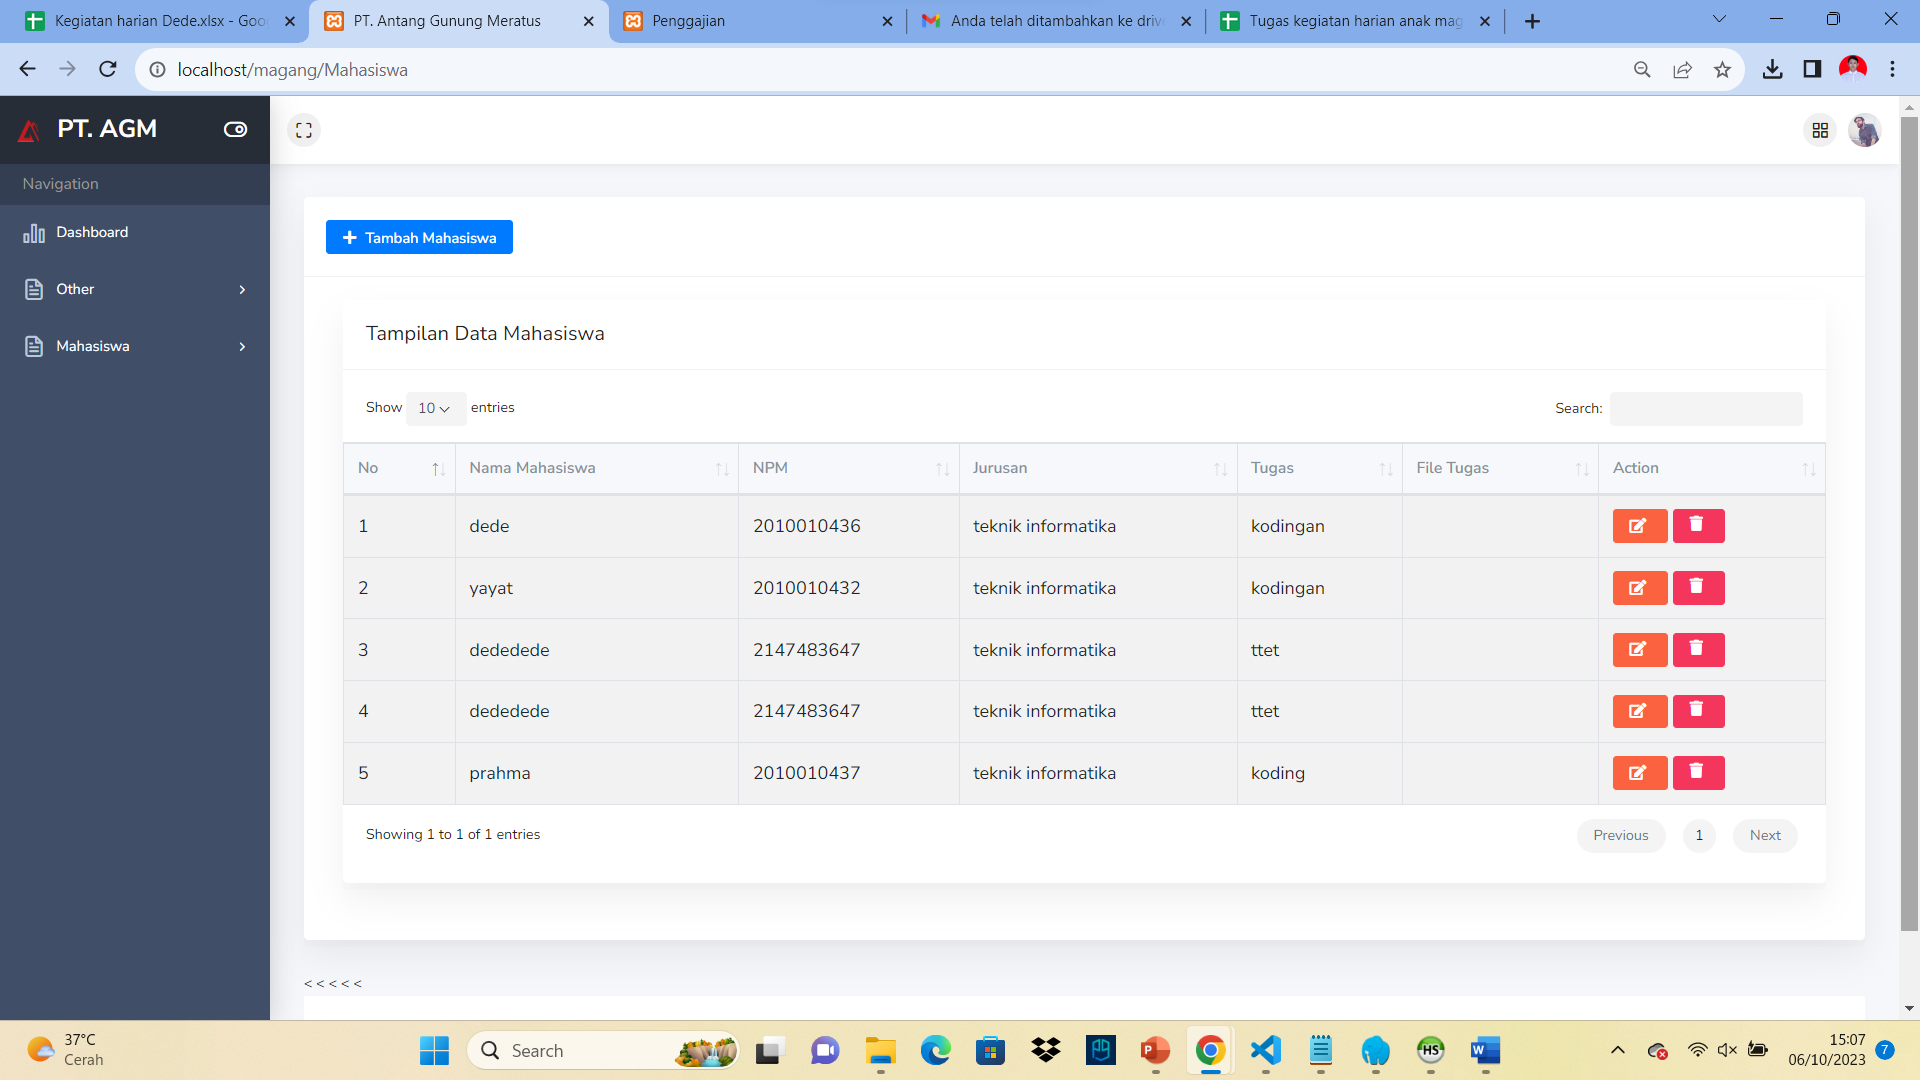 Kegiatan harian Dede.xlsx - Goo
PT. Antang Gunung Meratus
Penggajian
Anda telah ditambahkan ke drive
Tugas kegiatan harian anak mag
localhost/magang/Mahasiswa
PT. AGM
Navigation
Dashboard
Other
Mahasiswa
Tambah Mahasiswa
Tampilan Data Mahasiswa
Show 10 entries
Search:
No Nama Mahasiswa NPM Jurusan Tugas File Tugas Action
1 dede 2010010436 teknik informatika kodingan
2 yayat 2010010432 teknik informatika kodingan
3 dededede 2147483647 teknik informatika ttet
4 dededede 2147483647 teknik informatika ttet
5 prahma 2010010437 teknik informatika koding
Showing 1 to 1 of 1 entries
Previous 1 Next
< < < < <
37°C
Cerah
Search
P
HS
W
15:07
06/10/2023
7